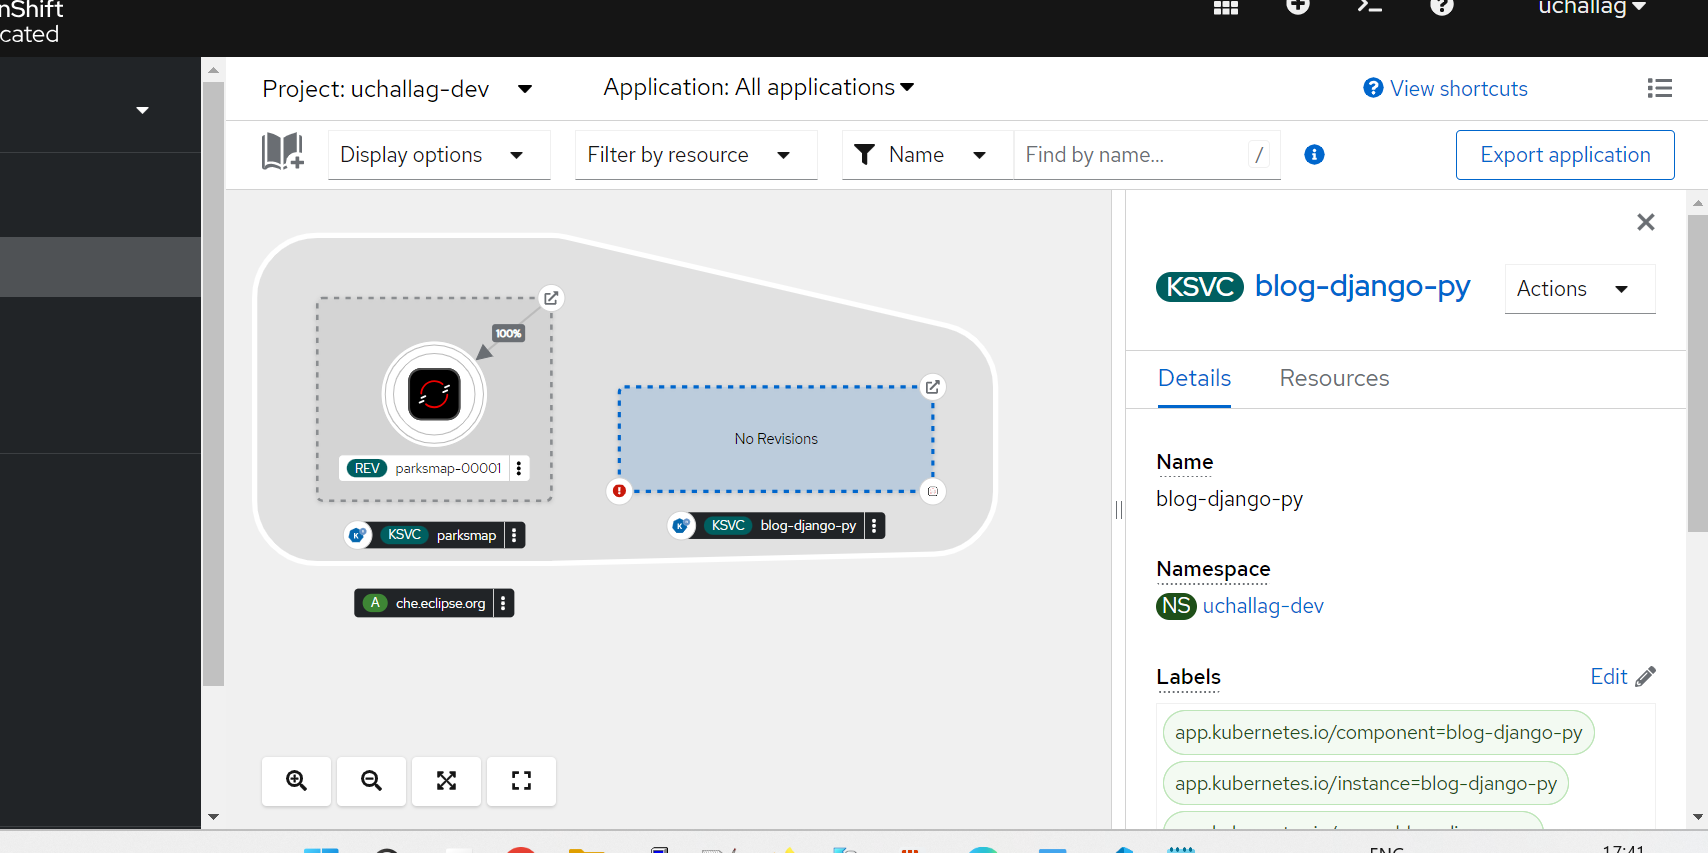 nShift
cated
uchallag
Project: uchallag-dev
Application: All applications
View shortcuts
Display options
Filter by resource
Name
Find by name...
/
Export application
KSVC blog-django-py
Actions
Details
Resources
100%
REV parksmap-00001
No Revisions
KSVC parksmap
KSVC blog-django-py
A che.eclipse.org
Name
blog-django-py
Namespace
NS uchallag-dev
Labels
Edit
app.kubernetes.io/component=blog-django-py
app.kubernetes.io/instance=blog-django-py